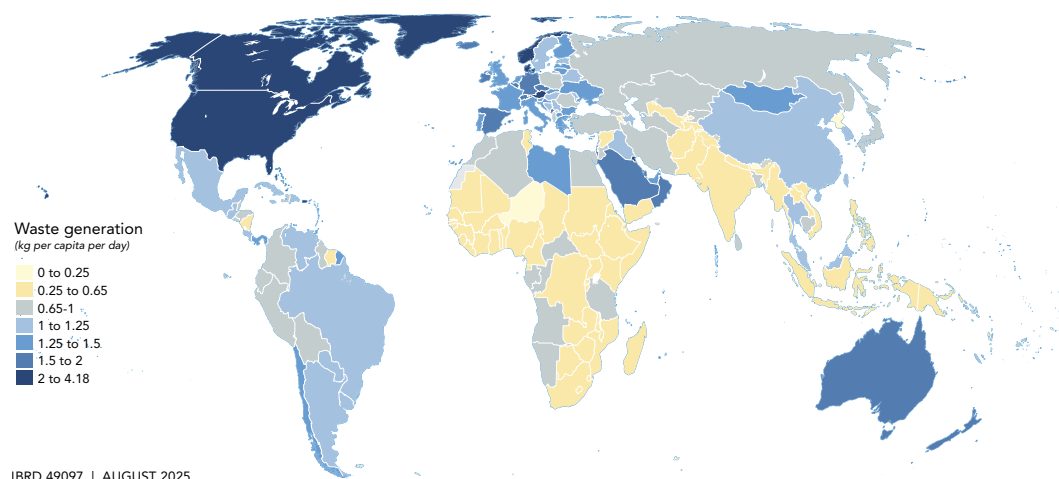 Waste generation
(kg per capita per day)
0 to 0.25
0.25 to 0.65
0.65-1
1 to 1.25
1.25 to 1.5
1.5 to 2
2 to 4.18
IBRD 49097 | AUGUST 2025